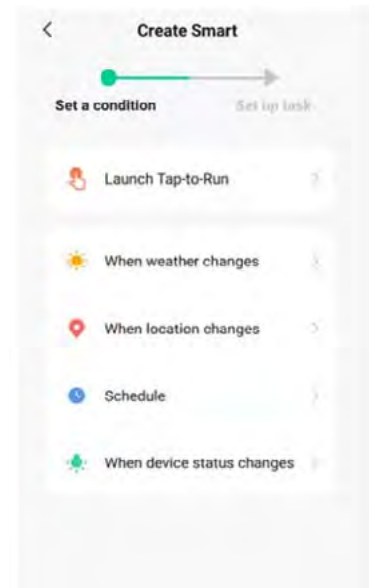 Create Smart
Set a condition
Set up task
Launch Tap-to-Run
When weather changes
When location changes
Schedule
When device status changes